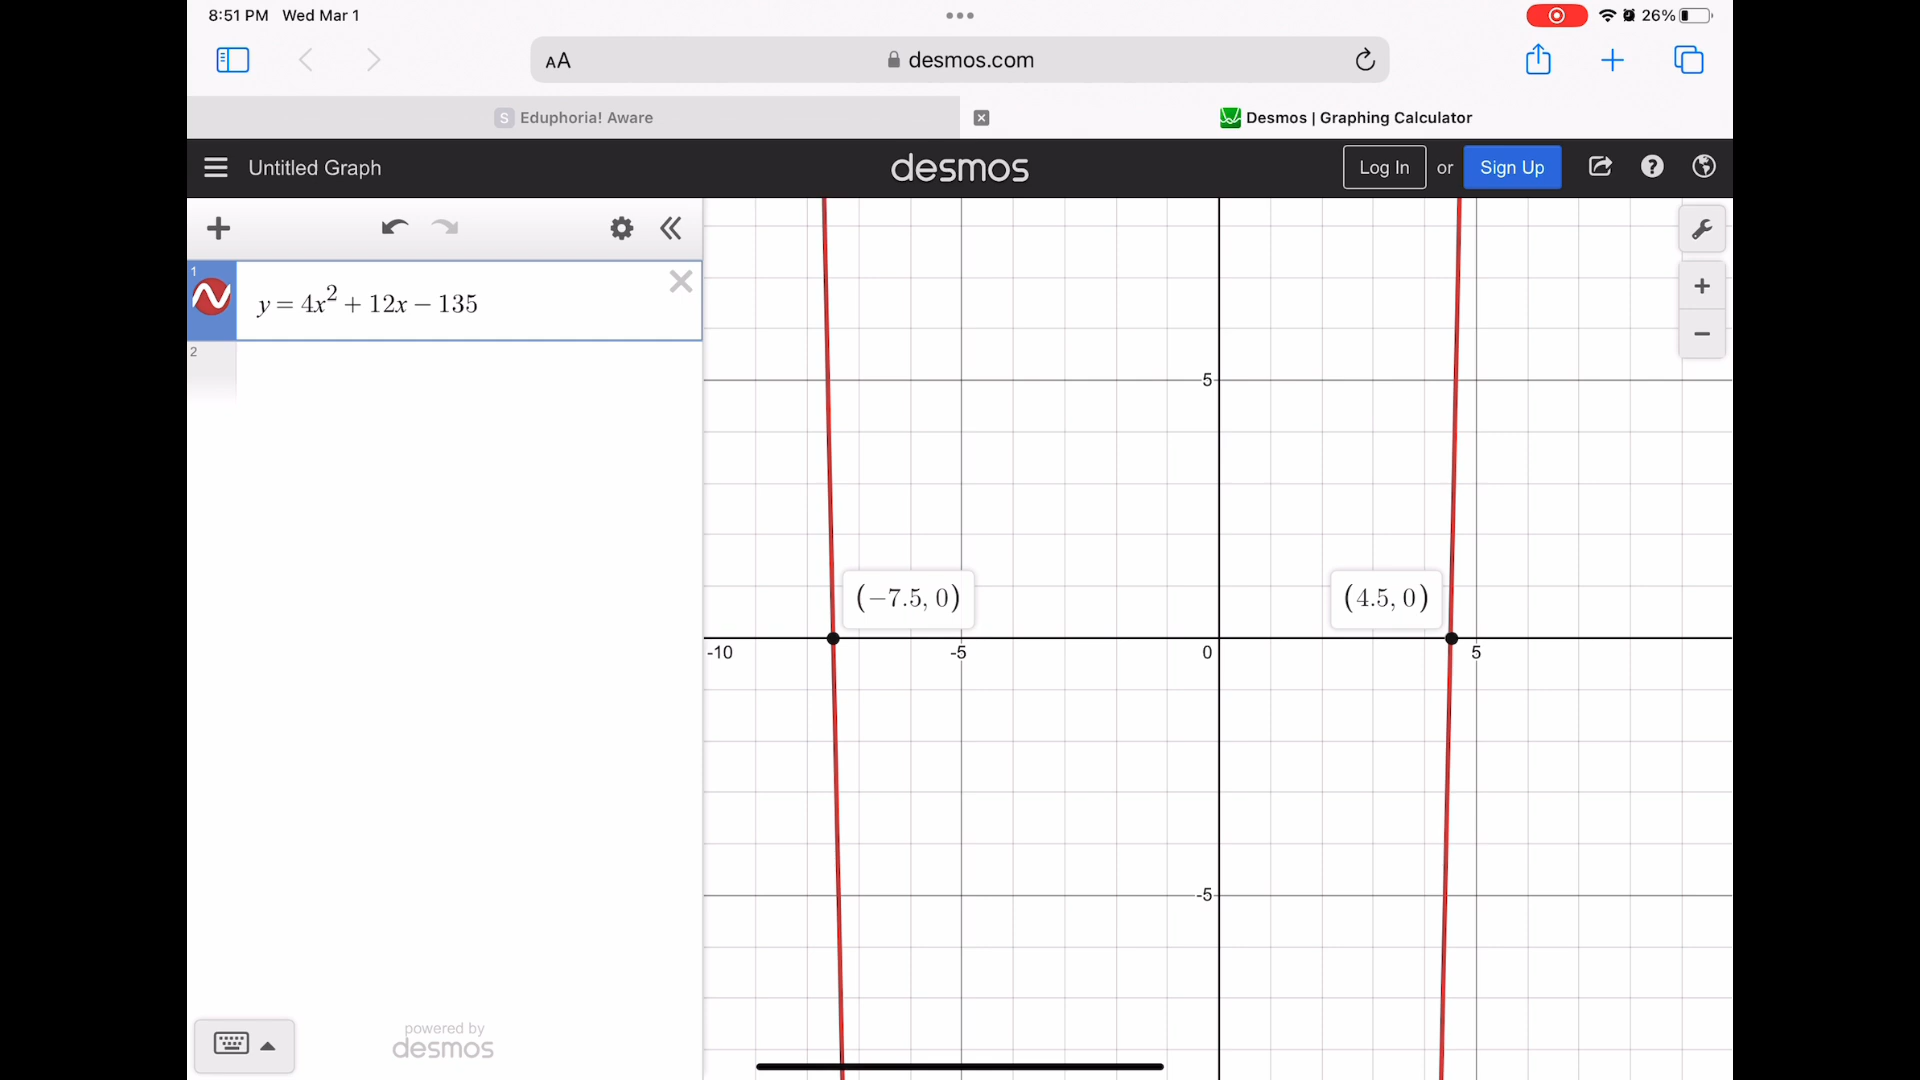 8:51 PM Wed Mar 1
26%
AA desmos.com
S Eduphoria! Aware
Desmos | Graphing Calculator
Untitled Graph
desmos
Log In or Sign Up
1
y = 4x² + 12x − 135
2
5
(−7.5, 0)
(4.5, 0)
-10 -5 0 5
-5
powered by
desmos